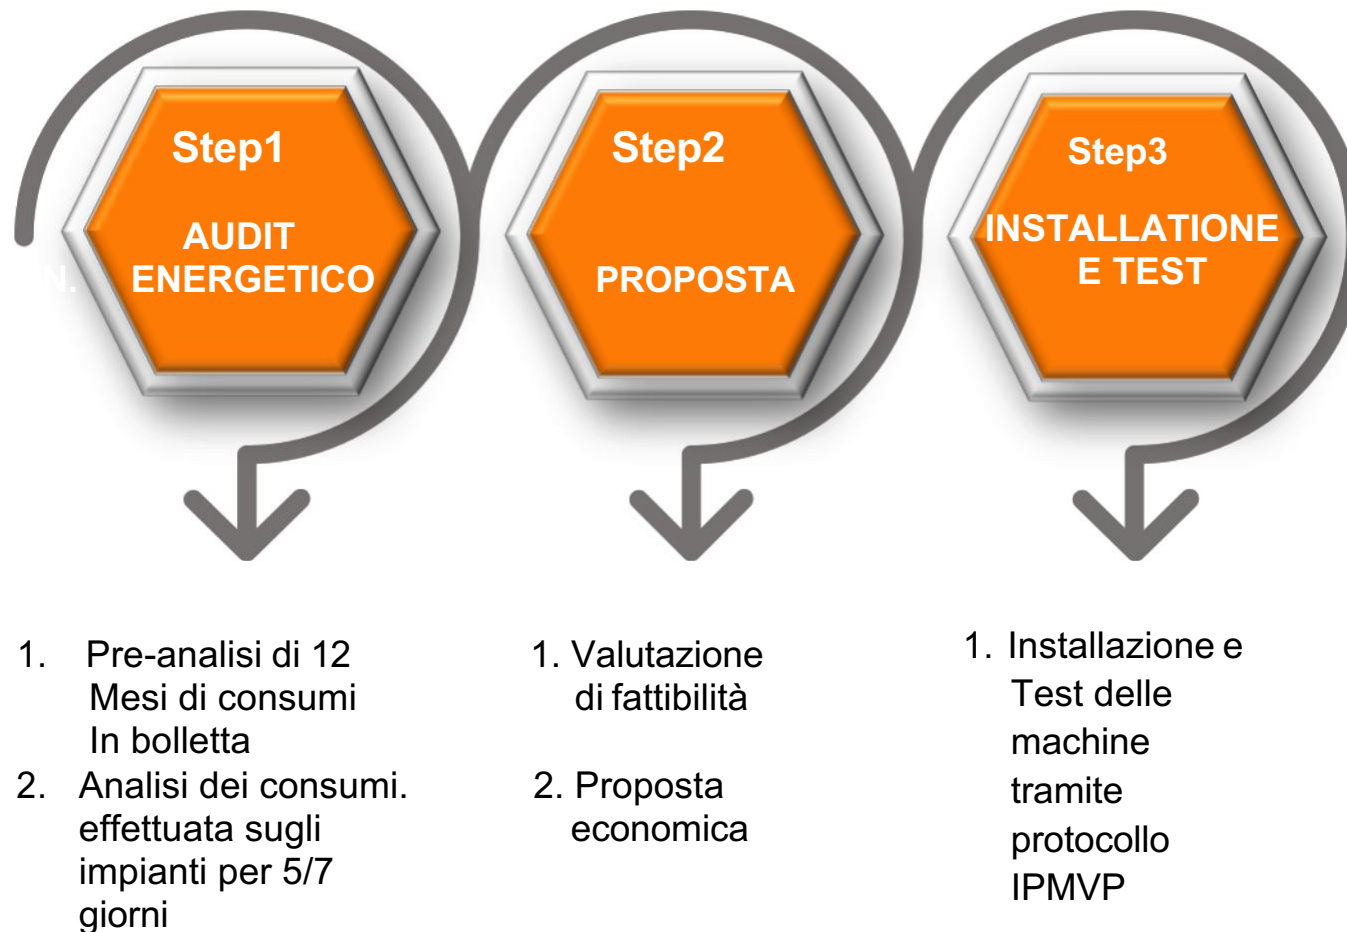 Step1
AUDIT
ENERGETICO
N.
Step2
PROPOSTA
Step3
INSTALLATIONE
E TEST
1. Pre-analisi di 12
Mesi di consumi
In bolletta
2. Analisi dei consumi.
effettuata sugli
impianti per 5/7
giorni
1. Valutazione
di fattibilità
2. Proposta
economica
1. Installazione e
Test delle
machine
tramite
protocollo
IPMVP